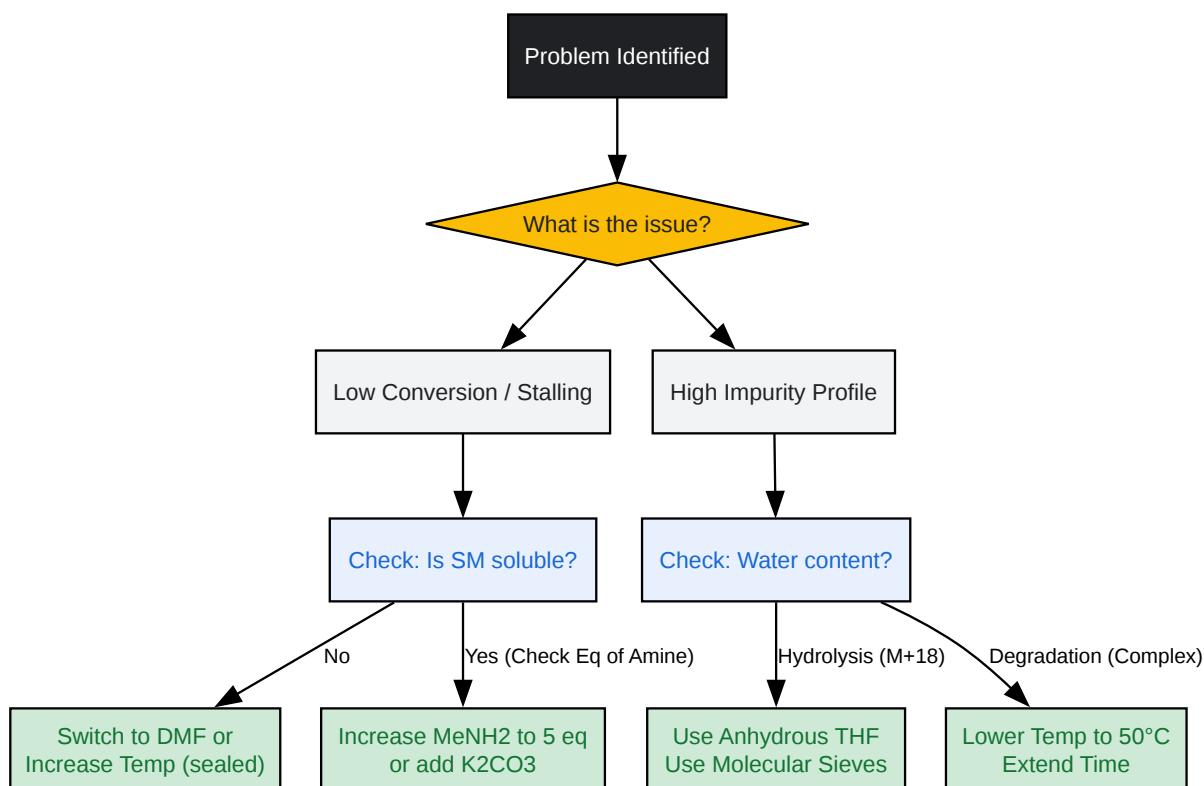 Problem Identified
What is the issue?
Low Conversion / Stalling
High Impurity Profile
Check: Is SM soluble?
Check: Water content?
No
Yes (Check Eq of Amine)
Hydrolysis (M+18)
Degradation (Complex)
Switch to DMF or
Increase Temp (sealed)
Increase MeNH2 to 5 eq
or add K2CO3
Use Anhydrous THF
Use Molecular Sieves
Lower Temp to 50°C
Extend Time